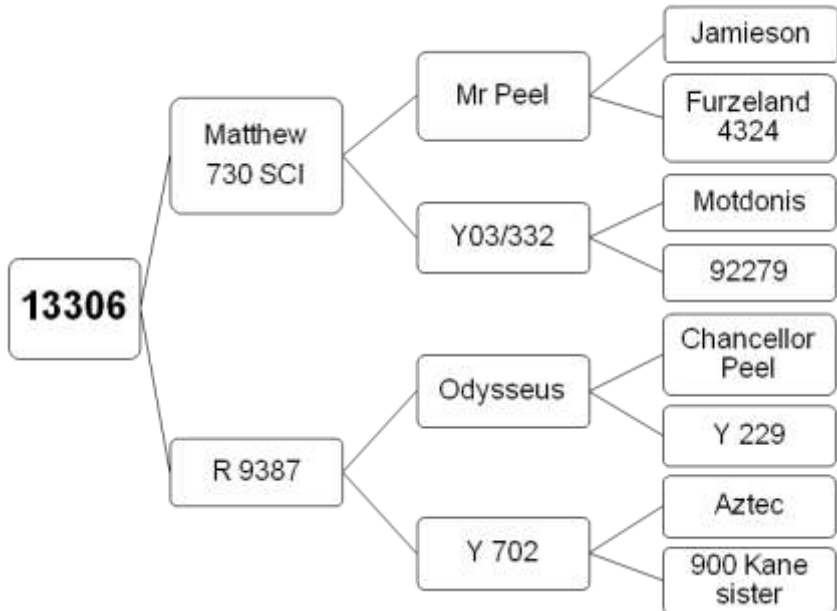 13306
Matthew
730 SCI
R 9387
Mr Peel
Y03/332
Odysseus
Y 702
Jamieson
Furzeland
4324
Motdonis
92279
Chancellor
Peel
Y 229
Aztec
900 Kane
sister